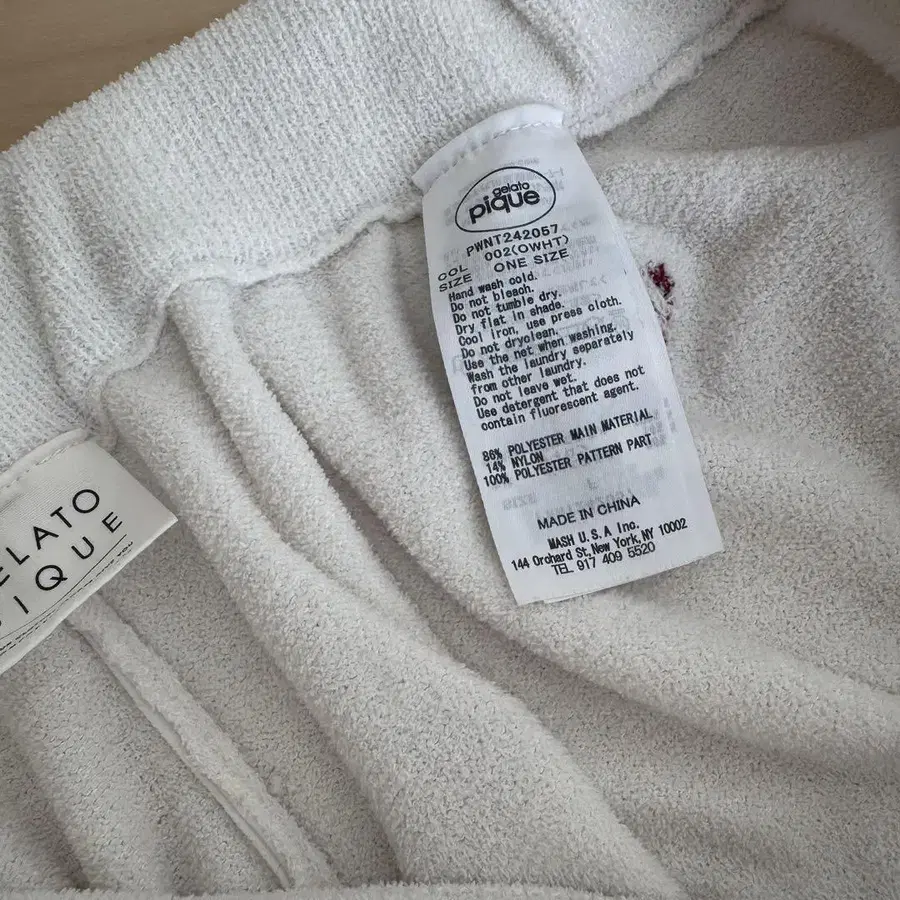 gelato
pique
PWNT242057
COL 002(OWHT)
SIZE ONE SIZE
Hand wash cold.
Do not bleach.
Do not tumble dry.
Dry flat in shade.
Cool iron, use press cloth.
Do not dryclean.
Use the net when washing.
Wash the laundry separately
from other laundry.
Do not leave wet.
Use detergent that does not
contain fluorescent agent.
86% POLYESTER MAIN MATERIAL
14% NYLON
100% POLYESTER PATTERN PART
MADE IN CHINA
MASH U.S.A Inc.
144 Orchard St,New York,NY 10002
TEL 917 409 5520
ELATO
IQUE